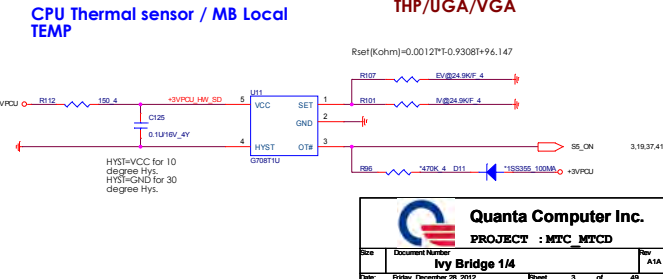 CPU Thermal sensor / MB Local
TEMP
THP/UGA/VGA
Rset(Kohm)=0.0012T*T-0.9308T+96.147
VPCU
R112
150_4
+3VPCU_HW_SD
C125
0.1U/16V_4Y
U11
5
VCC
SET
1
GND
2
4
HYST
OT#
3
G708T1U
R107
EV@24.9K/F_4
R101
IV@24.9K/F_4
S5_ON
3,19,37,41
R96
*470K_4
D11
*1SS355_100MA
+3VPCU
HYST=VCC for 10
degree Hys.
HYST=GND for 30
degree Hys.
Quanta Computer Inc.
PROJECT : MTC_MTCD
Size
Document Number
Rev
Ivy Bridge 1/4
A1A
Date:
Friday, December 28, 2012
Sheet
3
of
49